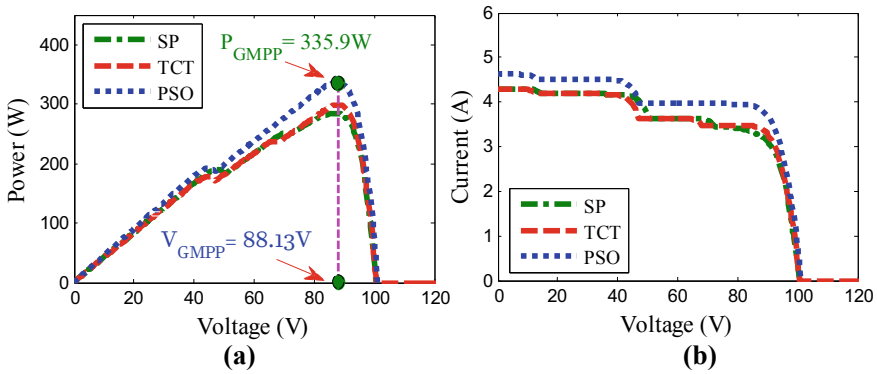 400
300
200
100
0
Power (W)
SP
TCT
PSO
P_GMPP = 335.9W
V_GMPP = 88.13V
0 20 40 60 80 100 120
Voltage (V)
(a)
6
5
4
3
2
1
0
Current (A)
SP
TCT
PSO
0 20 40 60 80 100 120
Voltage (V)
(b)